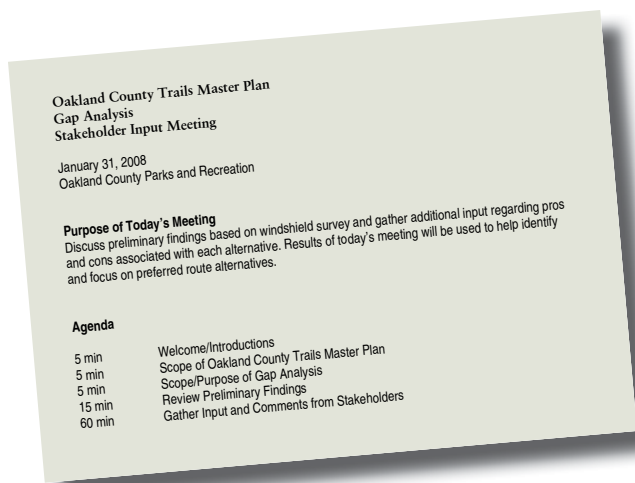 Oakland County Trails Master Plan
Gap Analysis
Stakeholder Input Meeting
January 31, 2008
Oakland County Parks and Recreation
Purpose of Today's Meeting
Discuss preliminary findings based on windshield survey and gather additional input regarding pros
and cons associated with each alternative. Results of today's meeting will be used to help identify
and focus on preferred route alternatives.
Agenda
5 min Welcome/Introductions
5 min Scope of Oakland County Trails Master Plan
5 min Scope/Purpose of Gap Analysis
15 min Review Preliminary Findings
60 min Gather Input and Comments from Stakeholders